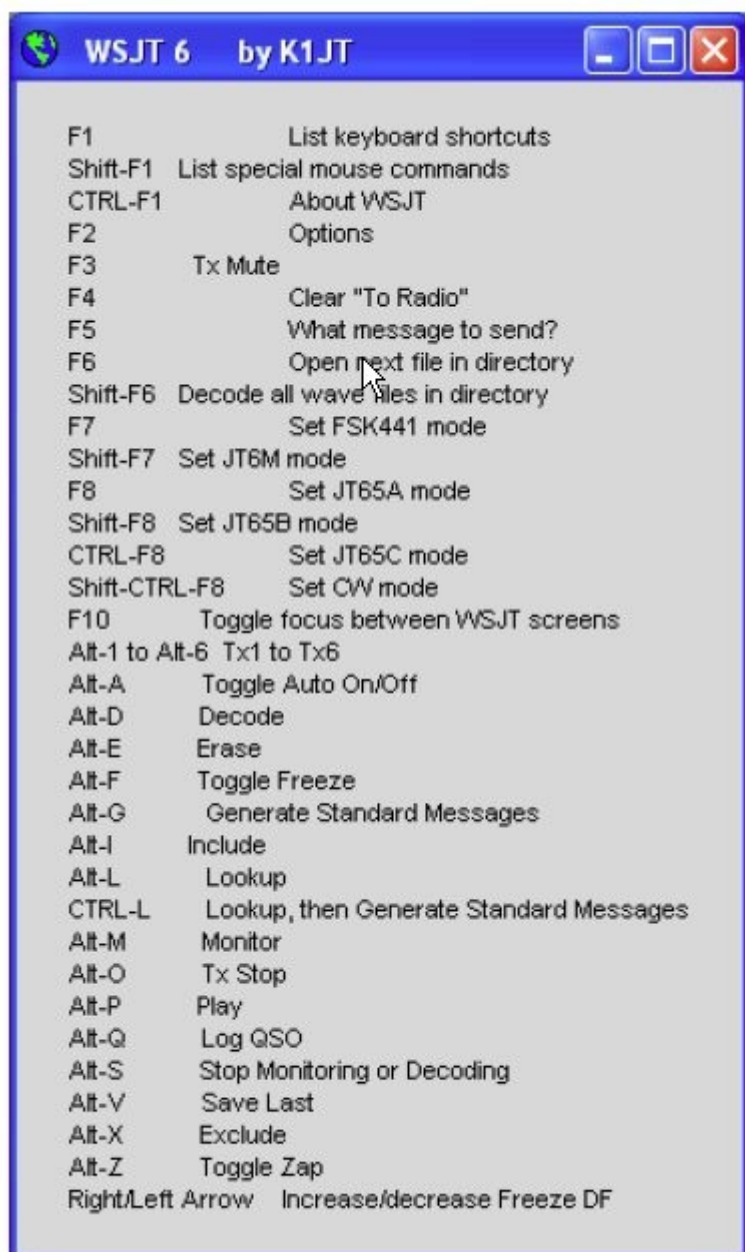 WSJT 6 by K1JT
F1 List keyboard shortcuts
Shift-F1 List special mouse commands
CTRL-F1 About WSJT
F2 Options
F3 Tx Mute
F4 Clear "To Radio"
F5 What message to send?
F6 Open next file in directory
Shift-F6 Decode all wave files in directory
F7 Set FSK441 mode
Shift-F7 Set JT6M mode
F8 Set JT65A mode
Shift-F8 Set JT65B mode
CTRL-F8 Set JT65C mode
Shift-CTRL-F8 Set CW mode
F10 Toggle focus between WSJT screens
Alt-1 to Alt-6 Tx1 to Tx6
Alt-A Toggle Auto On/Off
Alt-D Decode
Alt-E Erase
Alt-F Toggle Freeze
Alt-G Generate Standard Messages
Alt-I Include
Alt-L Lookup
CTRL-L Lookup, then Generate Standard Messages
Alt-M Monitor
Alt-O Tx Stop
Alt-P Play
Alt-Q Log QSO
Alt-S Stop Monitoring or Decoding
Alt-V Save Last
Alt-X Exclude
Alt-Z Toggle Zap
Right/Left Arrow Increase/decrease Freeze DF